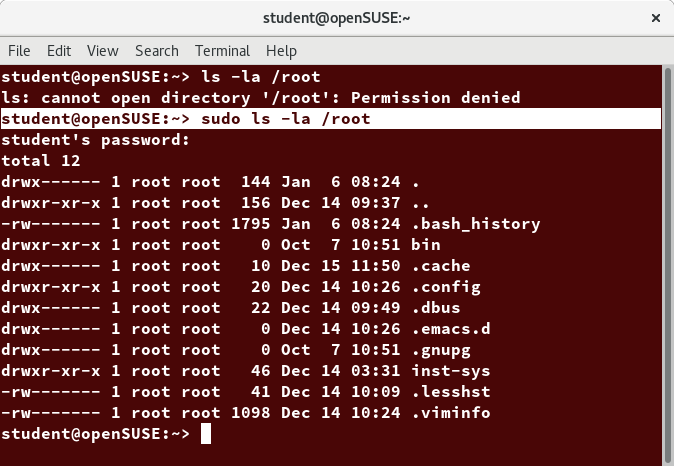 student@openSUSE:~
×
File Edit View Search Terminal Help
student@openSUSE:~> ls -la /root
ls: cannot open directory '/root': Permission denied
student@openSUSE:~> sudo ls -la /root
student's password:
total 12
drwx------ 1 root root  144 Jan  6 08:24 .
drwxr-xr-x 1 root root  156 Dec 14 09:37 ..
-rw------- 1 root root 1795 Jan  6 08:24 .bash_history
drwxr-xr-x 1 root root    0 Oct  7 10:51 bin
drwx------ 1 root root   10 Dec 15 11:50 .cache
drwxr-xr-x 1 root root   20 Dec 14 10:26 .config
drwx------ 1 root root   22 Dec 14 09:49 .dbus
drwx------ 1 root root    0 Dec 14 10:26 .emacs.d
drwx------ 1 root root    0 Oct  7 10:51 .gnupg
drwxr-xr-x 1 root root   46 Dec 14 03:31 inst-sys
-rw------- 1 root root   41 Dec 14 10:09 .lesshst
-rw------- 1 root root 1098 Dec 14 10:24 .viminfo
student@openSUSE:~>